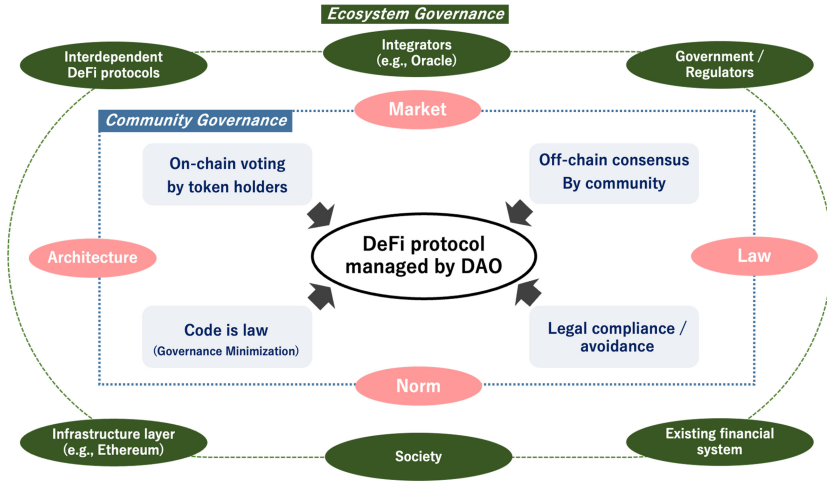 Ecosystem Governance
Interdependent
DeFi protocols
Integrators
(e.g., Oracle)
Government /
Regulators
Market
Community Governance
On-chain voting
by token holders
Off-chain consensus
By community
Architecture
DeFi protocol
managed by DAO
Law
Code is law
(Governance Minimization)
Legal compliance /
avoidance
Norm
Infrastructure layer
(e.g., Ethereum)
Society
Existing financial
system